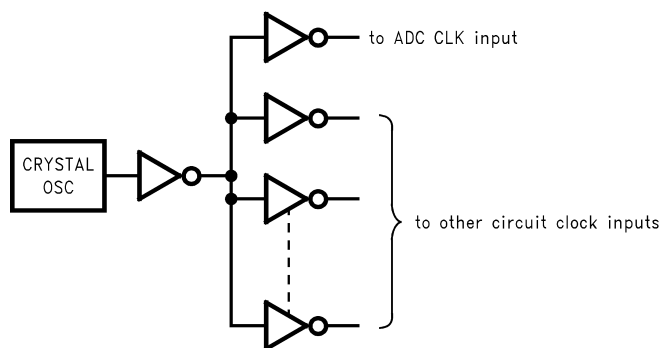 to ADC CLK input
CRYSTAL
OSC
to other circuit clock inputs